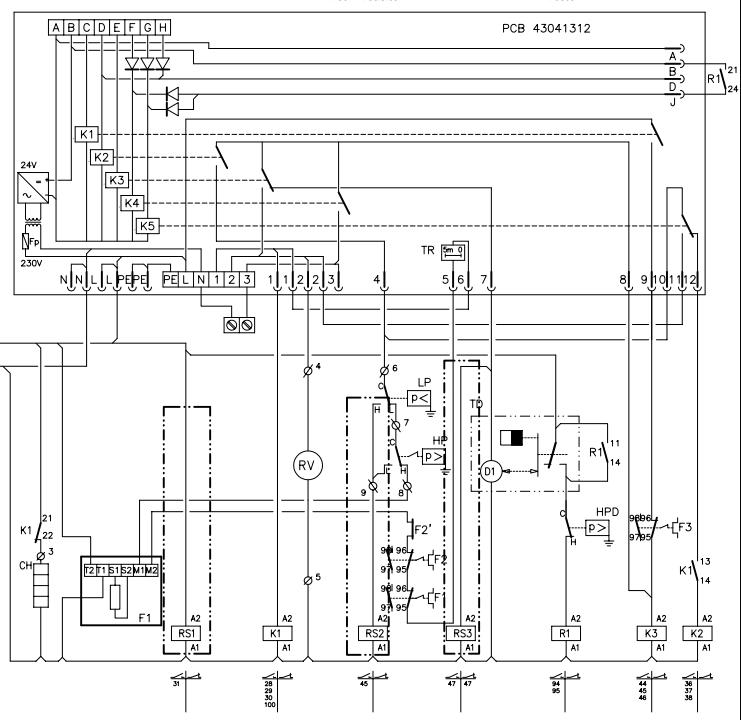 PCB 43041312
A B C D E F G H
A
B
D
J
R1
21
24
K1
K2
K3
K4
K5
24V
Fp
230V
TR
5m 0
N N L L PE PE PE L N 1 2 3 1 1 2 2 3 4 5 6 7 8 9 10 11 12
4
6
C
LP
P<
H L
7
TD
C
HP
P>
L H
9
8
RV
D1
R1
11
14
C
HPD
P>
H
98 96
97 95
F3
K1
21
22
3
CH
T2 T1 S1 S2 M1 M2
F1
5
F2'
98 96
97 95
F2
98 96
97 95
F
K1
13
14
A2 A2 A2 A2 A2 A2 A2
RS1 K1 RS2 RS3 R1 K3 K2
A1 A1 A1 A1 A1 A1 A1
31
28
29
30
100
45
47 47
94
95
44
45
46
36
37
38